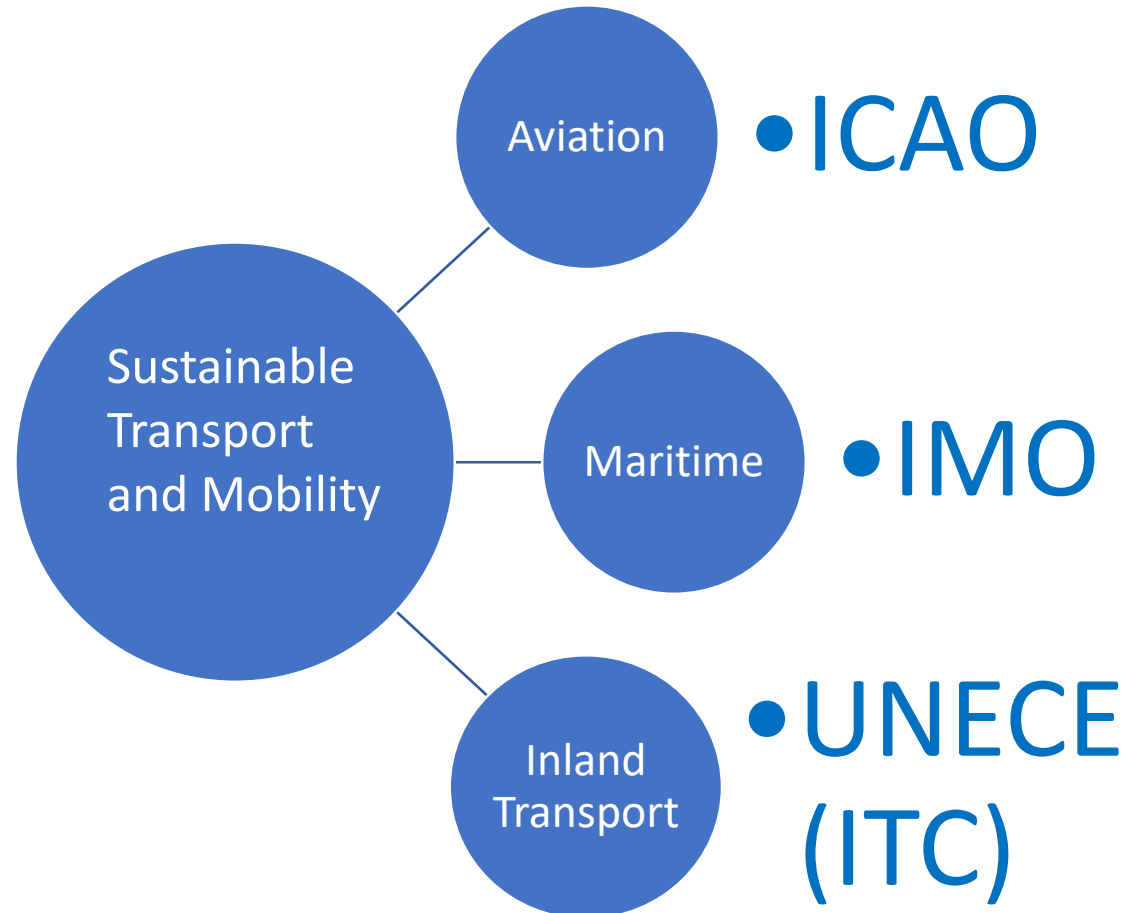 Aviation
•ICAO
Sustainable
Transport
and Mobility
Maritime
•IMO
Inland
Transport
•UNECE
(ITC)